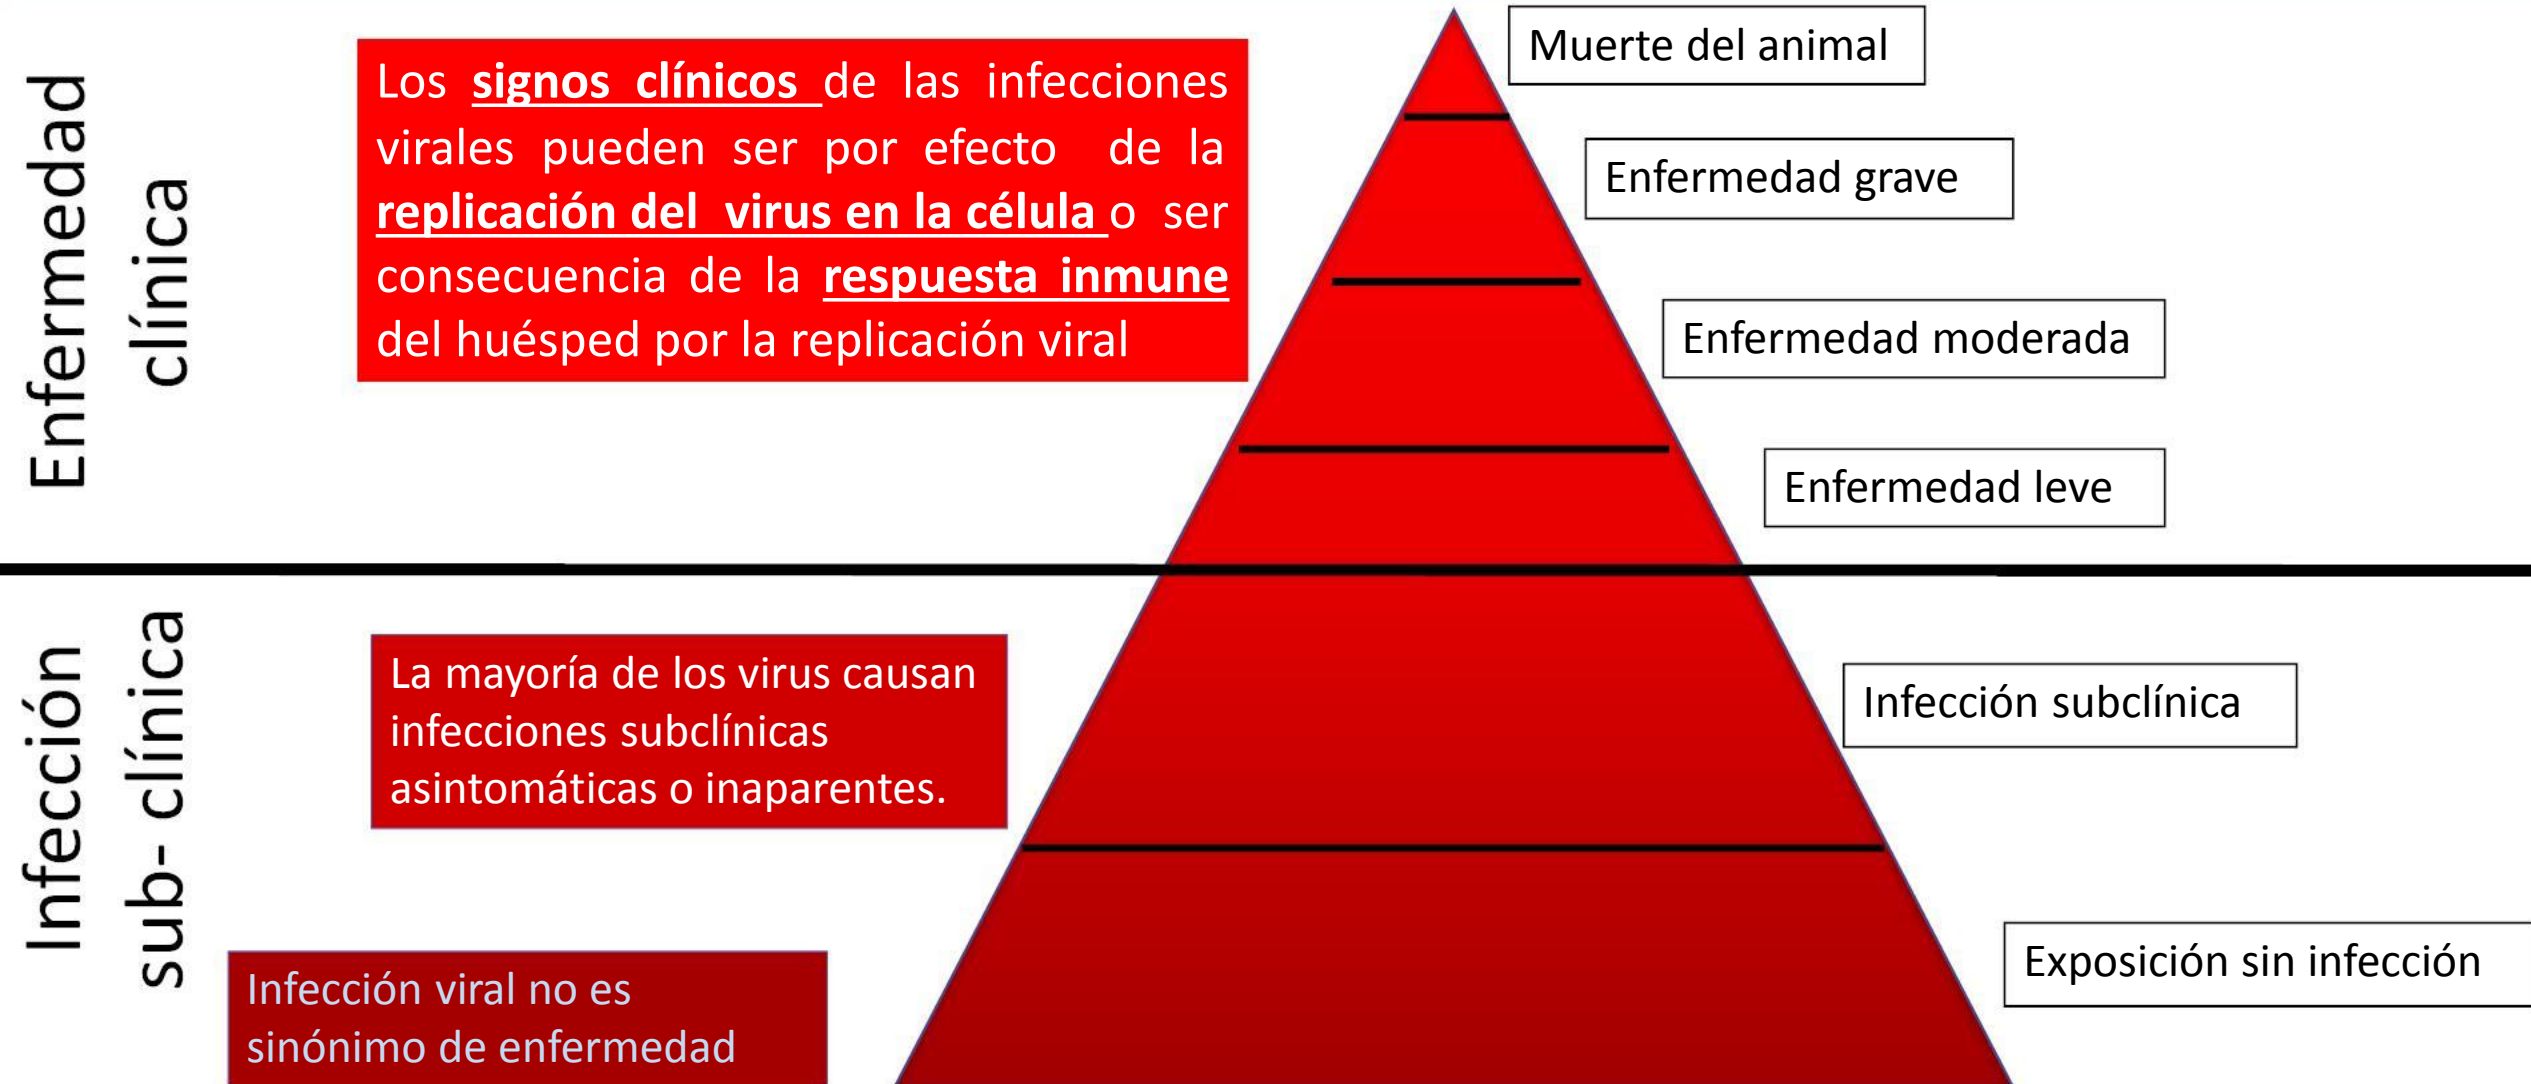 Enfermedad
clínica
Los signos clínicos de las infecciones
virales pueden ser por efecto de la
replicación del virus en la célula o ser
consecuencia de la respuesta inmune
del huésped por la replicación viral
Muerte del animal
Enfermedad grave
Enfermedad moderada
Enfermedad leve
Infección
sub- clínica
La mayoría de los virus causan
infecciones subclínicas
asintomáticas o inaparentes.
Infección subclínica
Infección viral no es
sinónimo de enfermedad
Exposición sin infección